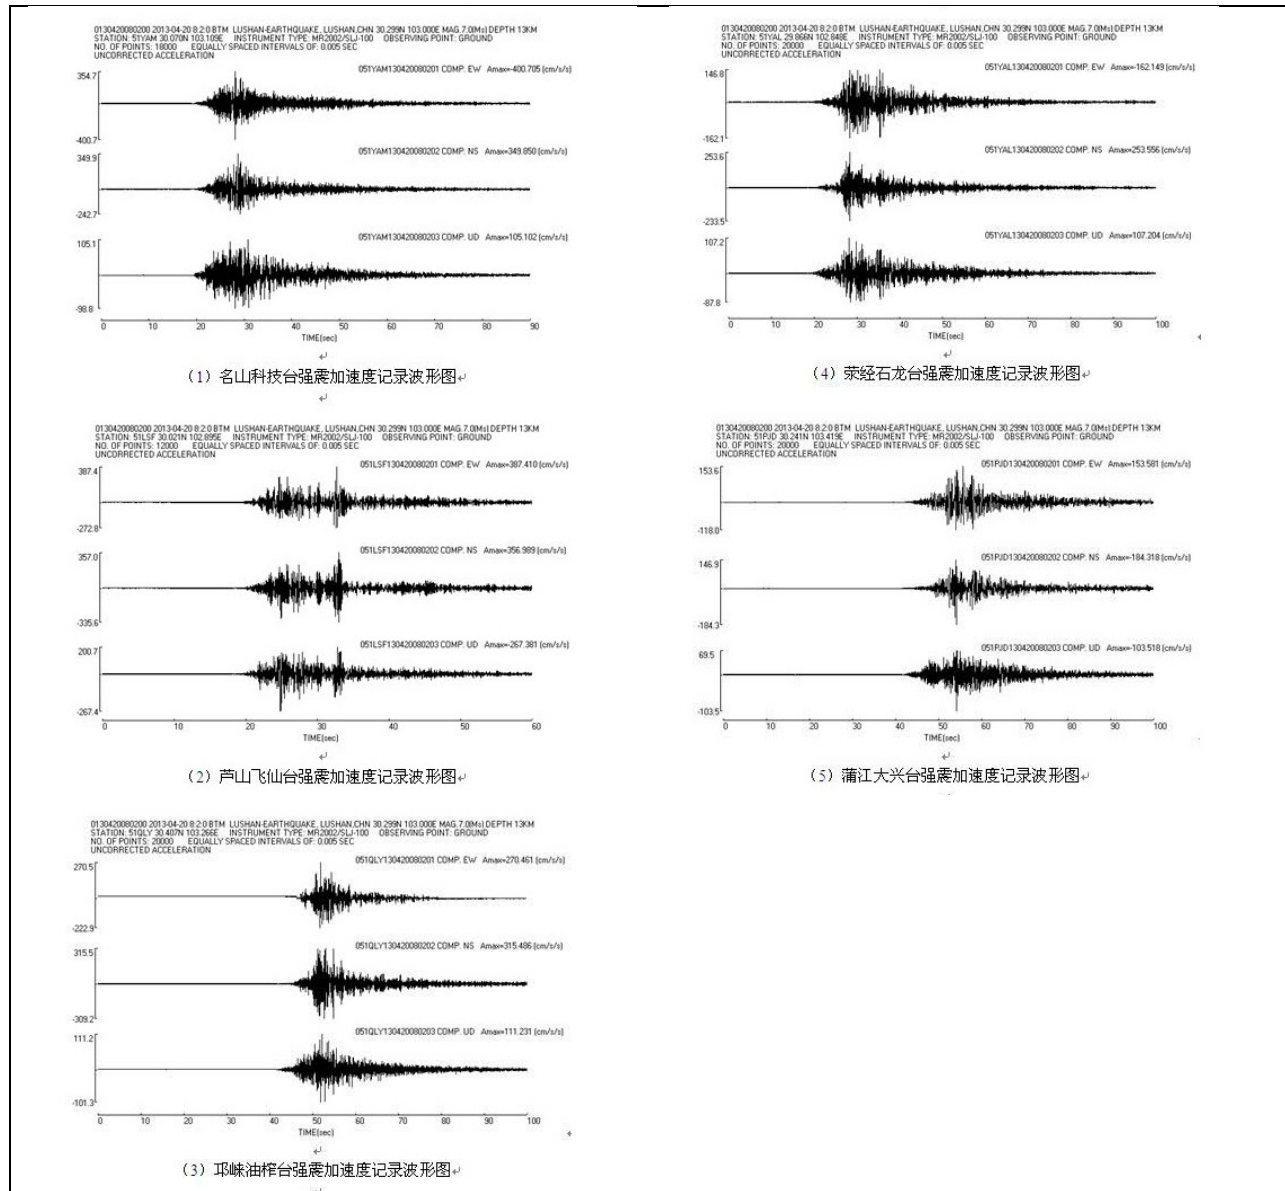 0130420080200 2013-04-20 8:2:0 BTM LUSHAN-EARTHQUAKE, LUSHAN,CHN 30.299N 103.000E MAG.7.0(Ms) DEPTH 13KM
STATION: 51YAM 30.070N 103.109E INSTRUMENT TYPE: MR2002/SLJ-100 OBSERVING POINT: GROUND
NO. OF POINTS: 18000 EQUALLY SPACED INTERVALS OF: 0.005 SEC
UNCORRECTED ACCELERATION
051YAM130420080201 COMP. EW Amax=-400.705 (cm/s/s)
354.7
-400.7
051YAM130420080202 COMP. NS Amax=349.850 (cm/s/s)
349.9
-242.7
051YAM130420080203 COMP. UD Amax=105.102 (cm/s/s)
105.1
-98.8
0 10 20 30 40 50 60 70 80 90
TIME(sec)
（1）名山科技台强震加速度记录波形图
0130420080200 2013-04-20 8:2:0 BTM LUSHAN-EARTHQUAKE, LUSHAN,CHN 30.299N 103.000E MAG.7.0(Ms) DEPTH 13KM
STATION: 51LSF 30.021N 102.895E INSTRUMENT TYPE: MR2002/SLJ-100 OBSERVING POINT: GROUND
NO. OF POINTS: 12000 EQUALLY SPACED INTERVALS OF: 0.005 SEC
UNCORRECTED ACCELERATION
051LSF130420080201 COMP. EW Amax=387.410 (cm/s/s)
387.4
-272.8
051LSF130420080202 COMP. NS Amax=356.989 (cm/s/s)
357.0
-335.6
051LSF130420080203 COMP. UD Amax=-267.381 (cm/s/s)
200.7
-267.4
0 10 20 30 40 50 60
TIME(sec)
（2）芦山飞仙台强震加速度记录波形图
0130420080200 2013-04-20 8:2:0 BTM LUSHAN-EARTHQUAKE, LUSHAN,CHN 30.299N 103.000E MAG.7.0(Ms) DEPTH 13KM
STATION: 51QLY 30.407N 103.266E INSTRUMENT TYPE: MR2002/SLJ-100 OBSERVING POINT: GROUND
NO. OF POINTS: 20000 EQUALLY SPACED INTERVALS OF: 0.005 SEC
UNCORRECTED ACCELERATION
051QLY130420080201 COMP. EW Amax=270.461 (cm/s/s)
270.5
-222.9
051QLY130420080202 COMP. NS Amax=315.486 (cm/s/s)
315.5
-309.2
051QLY130420080203 COMP. UD Amax=111.231 (cm/s/s)
111.2
-101.3
0 10 20 30 40 50 60 70 80 90 100
TIME(sec)
（3）邛崃油榨台强震加速度记录波形图
0130420080200 2013-04-20 8:2:0 BTM LUSHAN-EARTHQUAKE, LUSHAN,CHN 30.299N 103.000E MAG.7.0(Ms) DEPTH 13KM
STATION: 51YAL 29.866N 102.848E INSTRUMENT TYPE: MR2002/SLJ-100 OBSERVING POINT: GROUND
NO. OF POINTS: 20000 EQUALLY SPACED INTERVALS OF: 0.005 SEC
UNCORRECTED ACCELERATION
051YAL130420080201 COMP. EW Amax=-162.149 (cm/s/s)
146.8
-162.1
051YAL130420080202 COMP. NS Amax=253.556 (cm/s/s)
253.6
-233.5
051YAL130420080203 COMP. UD Amax=107.204 (cm/s/s)
107.2
-87.8
0 10 20 30 40 50 60 70 80 90 100
TIME(sec)
（4）荥经石龙台强震加速度记录波形图
0130420080200 2013-04-20 8:2:0 BTM LUSHAN-EARTHQUAKE, LUSHAN,CHN 30.299N 103.000E MAG.7.0(Ms) DEPTH 13KM
STATION: 51PJD 30.241N 103.419E INSTRUMENT TYPE: MR2002/SLJ-100 OBSERVING POINT: GROUND
NO. OF POINTS: 20000 EQUALLY SPACED INTERVALS OF: 0.005 SEC
UNCORRECTED ACCELERATION
051PJD130420080201 COMP. EW Amax=153.581 (cm/s/s)
153.6
-118.0
051PJD130420080202 COMP. NS Amax=-184.318 (cm/s/s)
146.9
-184.3
051PJD130420080203 COMP. UD Amax=-103.518 (cm/s/s)
69.5
-103.5
0 10 20 30 40 50 60 70 80 90 100
TIME(sec)
（5）蒲江大兴台强震加速度记录波形图